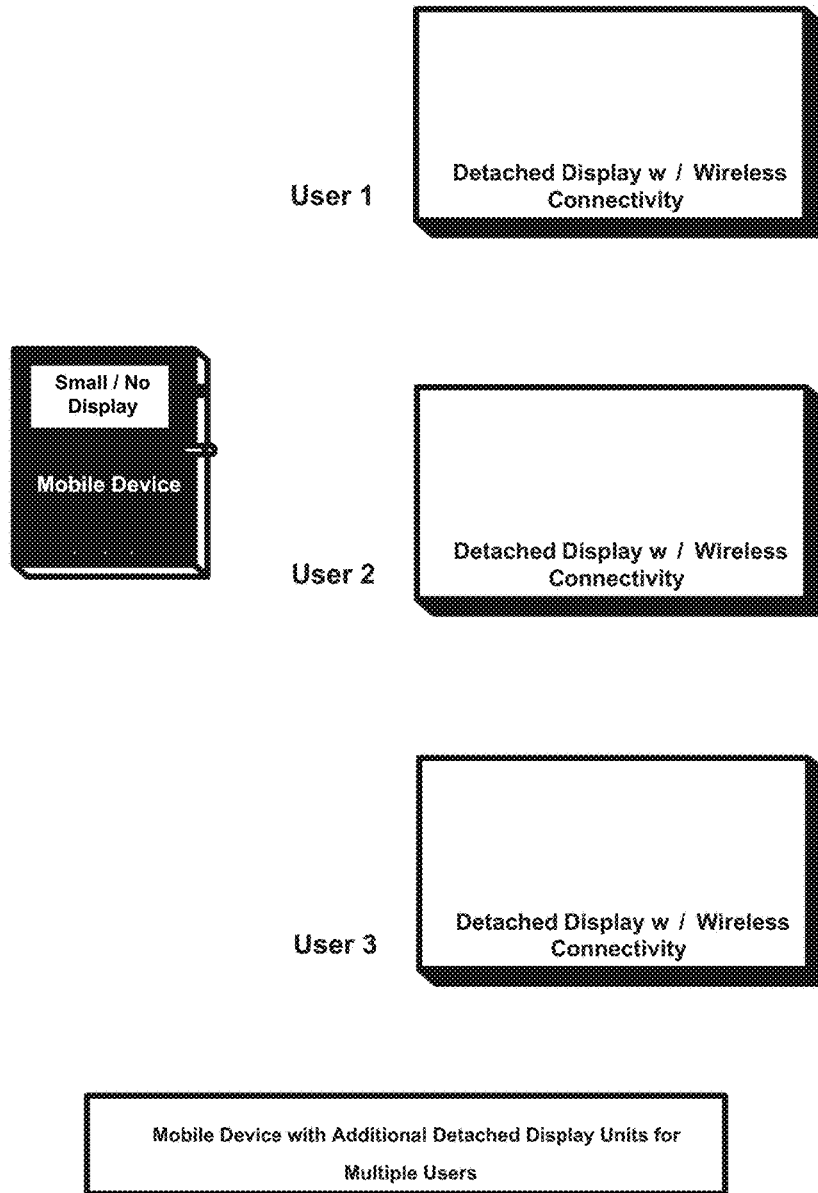 User 1
Detached Display w / Wireless
Connectivity
Small / No
Display
Mobile Device
User 2
Detached Display w / Wireless
Connectivity
User 3
Detached Display w / Wireless
Connectivity
Mobile Device with Additional Detached Display Units for
Multiple Users